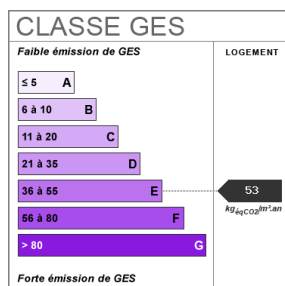 CLASSE GES
Faible émission de GES
LOGEMENT
≤ 5 A
6 à 10 B
11 à 20 C
21 à 35 D
36 à 55 E
53
kgéqCO2/m².an
56 à 80 F
> 80 G
Forte émission de GES